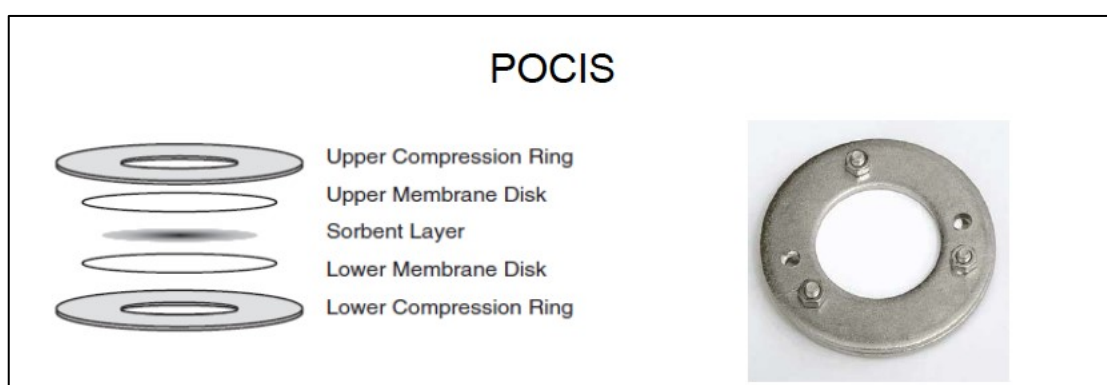 POCIS
Upper Compression Ring
Upper Membrane Disk
Sorbent Layer
Lower Membrane Disk
Lower Compression Ring